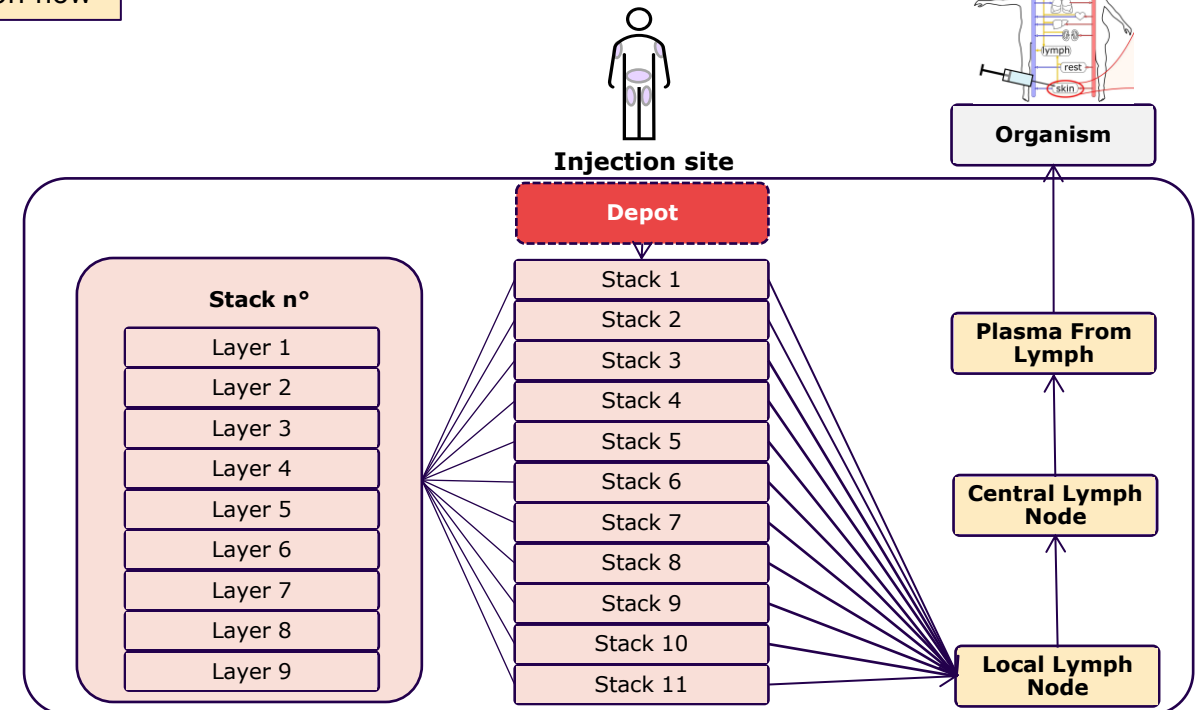 now
lymph
rest
skin
Organism
Injection site
Depot
Stack n°
Layer 1
Layer 2
Layer 3
Layer 4
Layer 5
Layer 6
Layer 7
Layer 8
Layer 9
Stack 1
Stack 2
Stack 3
Stack 4
Stack 5
Stack 6
Stack 7
Stack 8
Stack 9
Stack 10
Stack 11
Plasma From
Lymph
Central Lymph
Node
Local Lymph
Node